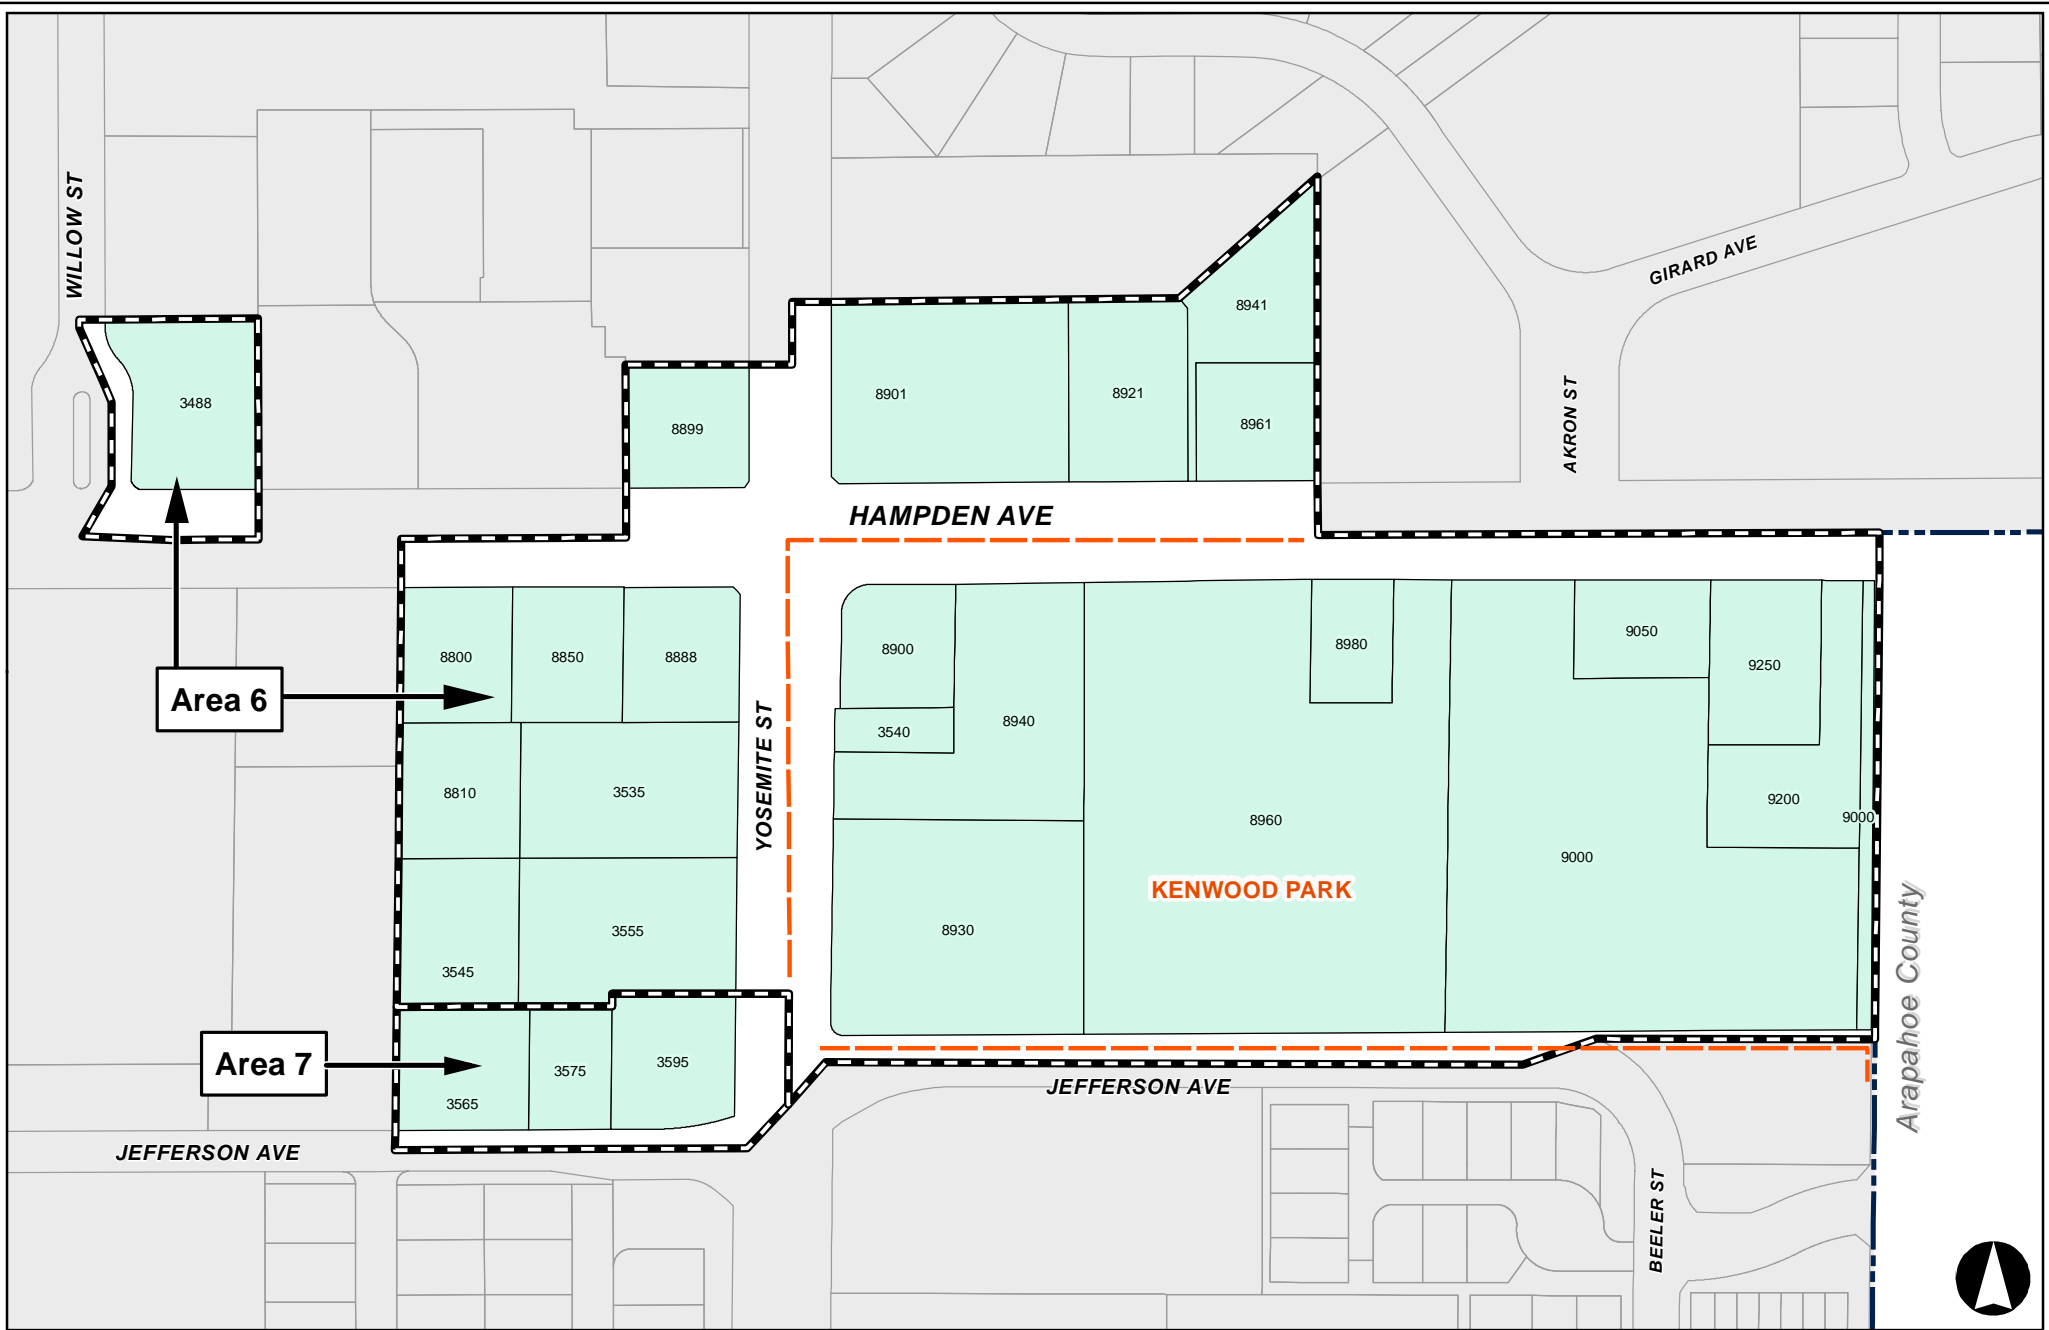 WILLOW ST
GIRARD AVE
8941
3488
8901
8921
8899
8961
AKRON ST
HAMPDEN AVE
8800
8850
8888
8900
8980
9050
9250
Area 6
3540
8940
YOSEMITE ST
8810
3535
8960
9200
9000
9000
KENWOOD PARK
3545
3555
8930
Arapahoe County
Area 7
3565
3575
3595
JEFFERSON AVE
JEFFERSON AVE
BEELER ST